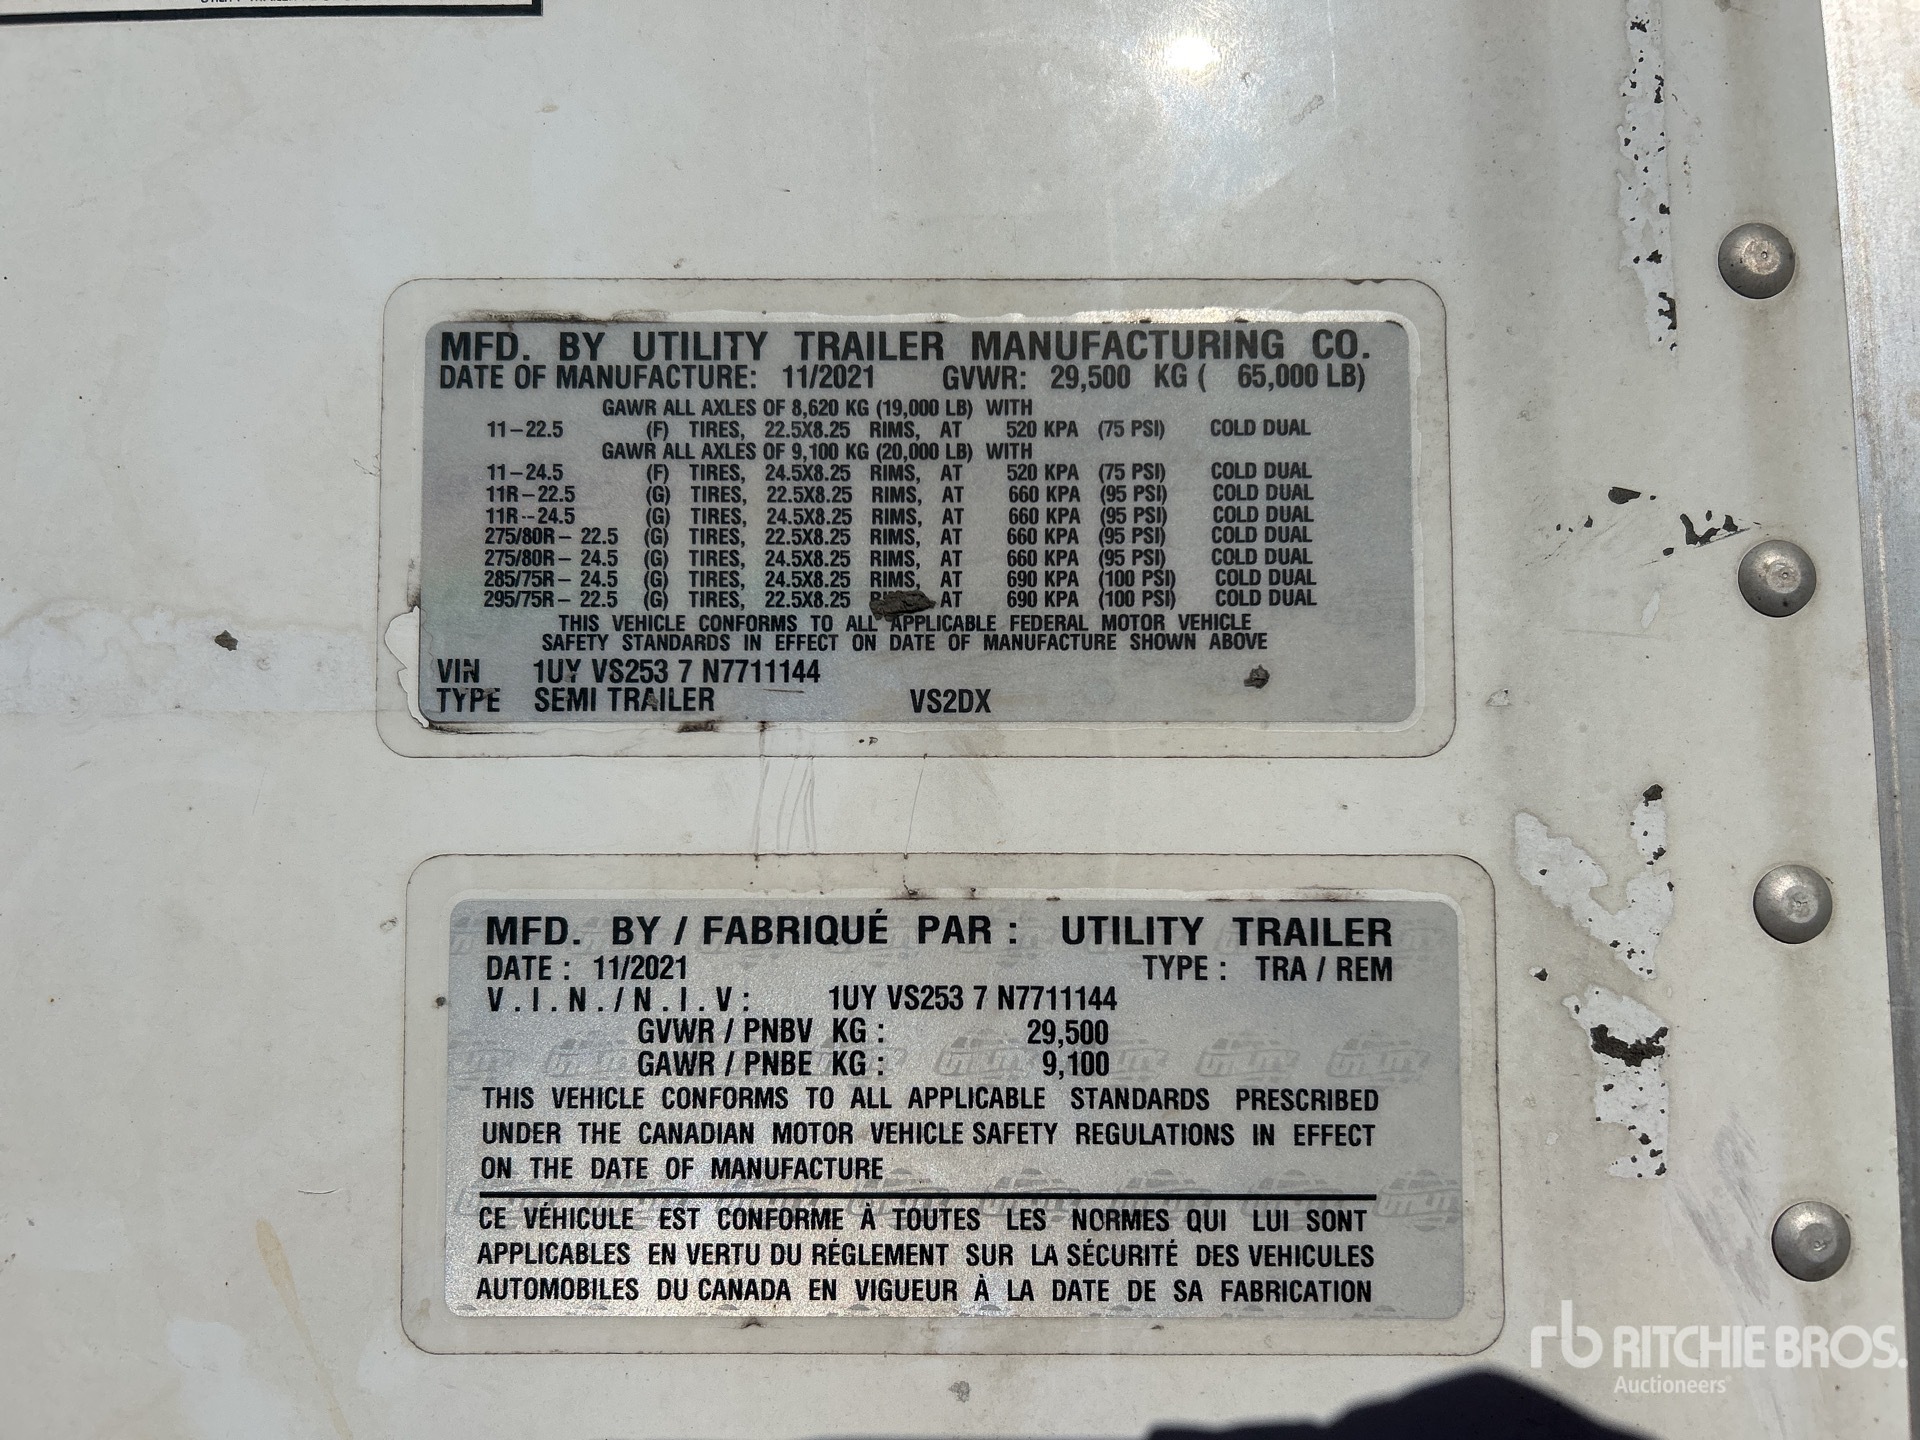 MFD. BY UTILITY TRAILER MANUFACTURING CO.
DATE OF MANUFACTURE: 11/2021 GVWR: 29,500 KG ( 65,000 LB)
GAWR ALL AXLES OF 8,620 KG (19,000 LB) WITH
11-22.5 (F) TIRES, 22.5X8.25 RIMS, AT 520 KPA (75 PSI) COLD DUAL
GAWR ALL AXLES OF 9,100 KG (20,000 LB) WITH
11-24.5 (F) TIRES, 24.5X8.25 RIMS, AT 520 KPA (75 PSI) COLD DUAL
11R-22.5 (G) TIRES, 22.5X8.25 RIMS, AT 660 KPA (95 PSI) COLD DUAL
11R-24.5 (G) TIRES, 24.5X8.25 RIMS, AT 660 KPA (95 PSI) COLD DUAL
275/80R- 22.5 (G) TIRES, 22.5X8.25 RIMS, AT 660 KPA (95 PSI) COLD DUAL
275/80R- 24.5 (G) TIRES, 24.5X8.25 RIMS, AT 660 KPA (95 PSI) COLD DUAL
285/75R- 24.5 (G) TIRES, 24.5X8.25 RIMS, AT 690 KPA (100 PSI) COLD DUAL
295/75R- 22.5 (G) TIRES, 22.5X8.25 AT 690 KPA (100 PSI) COLD DUAL
THIS VEHICLE CONFORMS TO ALL APPLICABLE FEDERAL MOTOR VEHICLE
SAFETY STANDARDS IN EFFECT ON DATE OF MANUFACTURE SHOWN ABOVE
VIN 1UY VS253 7 N7711144
TYPE SEMI TRAILER VS2DX
MFD. BY / FABRIQUÉ PAR : UTILITY TRAILER
DATE : 11/2021 TYPE : TRA / REM
V.I.N./N.I.V: 1UY VS253 7 N7711144
GVWR / PNBV KG : 29,500
GAWR / PNBE KG : 9,100
THIS VEHICLE CONFORMS TO ALL APPLICABLE STANDARDS PRESCRIBED
UNDER THE CANADIAN MOTOR VEHICLE SAFETY REGULATIONS IN EFFECT
ON THE DATE OF MANUFACTURE
CE VÉHICULE EST CONFORME À TOUTES LES NORMES QUI LUI SONT
APPLICABLES EN VERTU DU RÉGLEMENT SUR LA SÉCURITÉ DES VEHICULES
AUTOMOBILES DU CANADA EN VIGUEUR À LA DATE DE SA FABRICATION
rb RITCHIE BROS.
Auctioneers